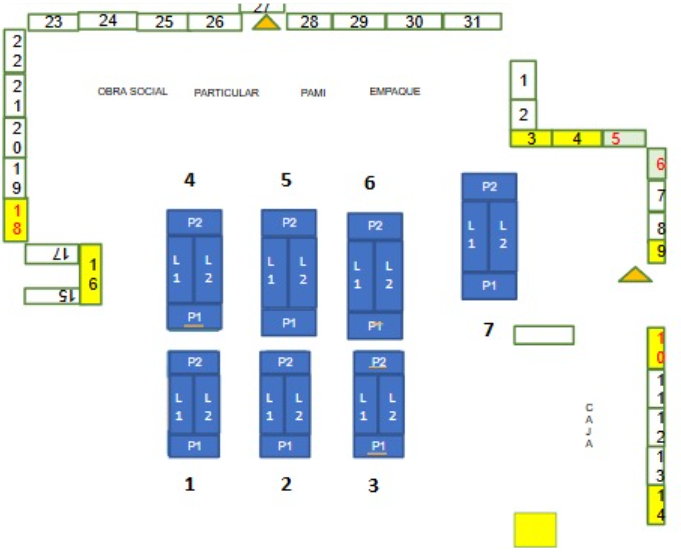 27
23 24 25 26 28 29 30 31
22
21
20
19
18
17
16
15
OBRA SOCIAL PARTICULAR PAMI EMPAQUE
1
2
3 4 5
6
7
8
9
4 5 6
P2 P2 P2 P2
L1 L2 L1 L2 L1 L2 L1 L2
P1 P1 P1 P1
7
P2 P2 P2
L1 L2 L1 L2 L1 L2
P1 P1 P1
1 2 3
CAJA
10
11
12
13
14